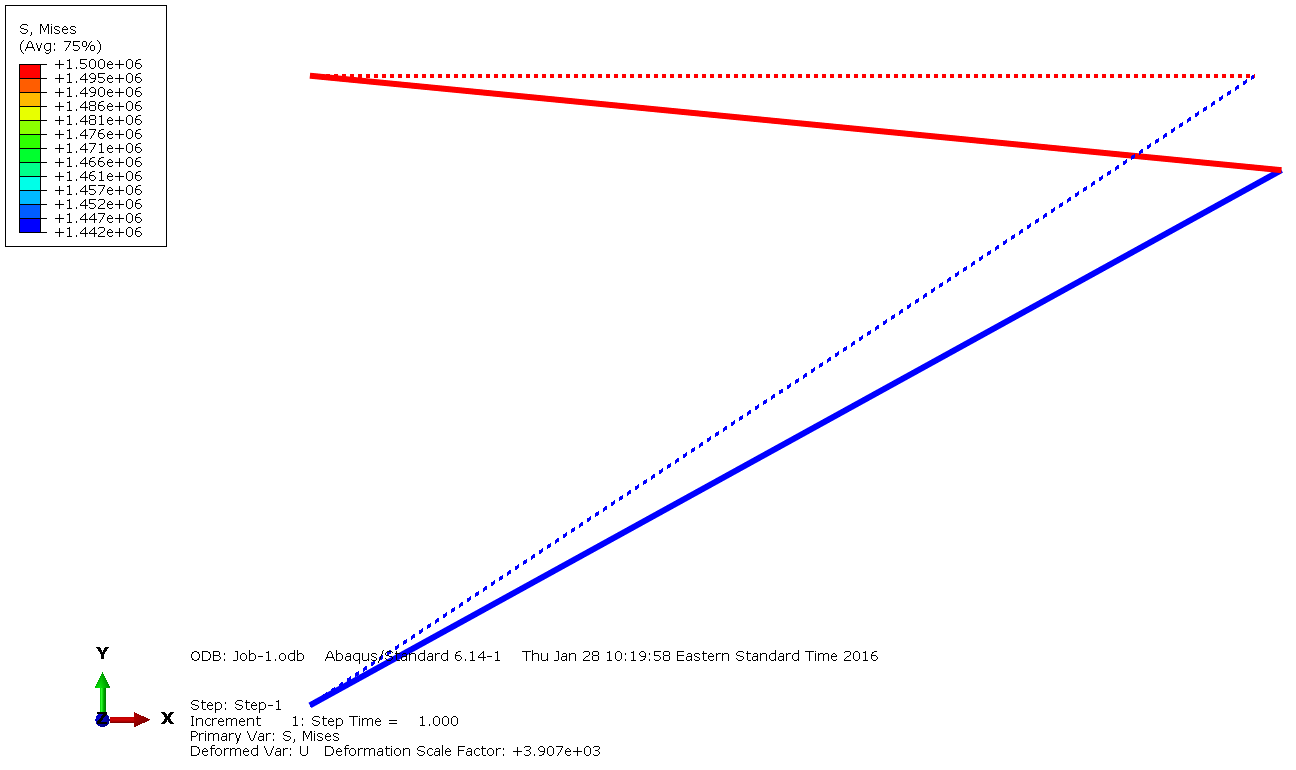 S, Mises
(Avg: 75%)
+1.500e+06
+1.495e+06
+1.490e+06
+1.486e+06
+1.481e+06
+1.476e+06
+1.471e+06
+1.466e+06
+1.461e+06
+1.457e+06
+1.452e+06
+1.447e+06
+1.442e+06
Y
Z
X
ODB: Job-1.odb Abaqus/Standard 6.14-1 Thu Jan 28 10:19:58 Eastern Standard Time 2016
Step: Step-1
Increment 1: Step Time = 1.000
Primary Var: S, Mises
Deformed Var: U Deformation Scale Factor: +3.907e+03